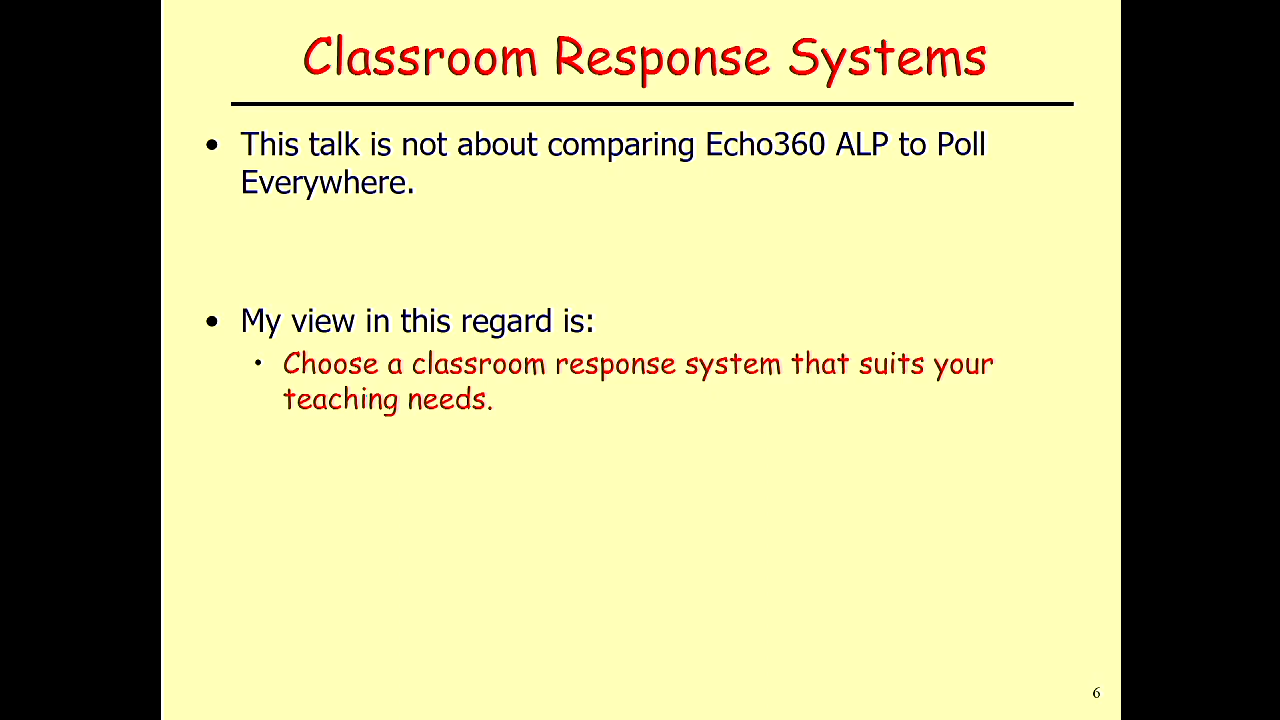 Classroom Response Systems
• This talk is not about comparing Echo360 ALP to Poll
Everywhere.
• My view in this regard is:
• Choose a classroom response system that suits your
teaching needs.
6